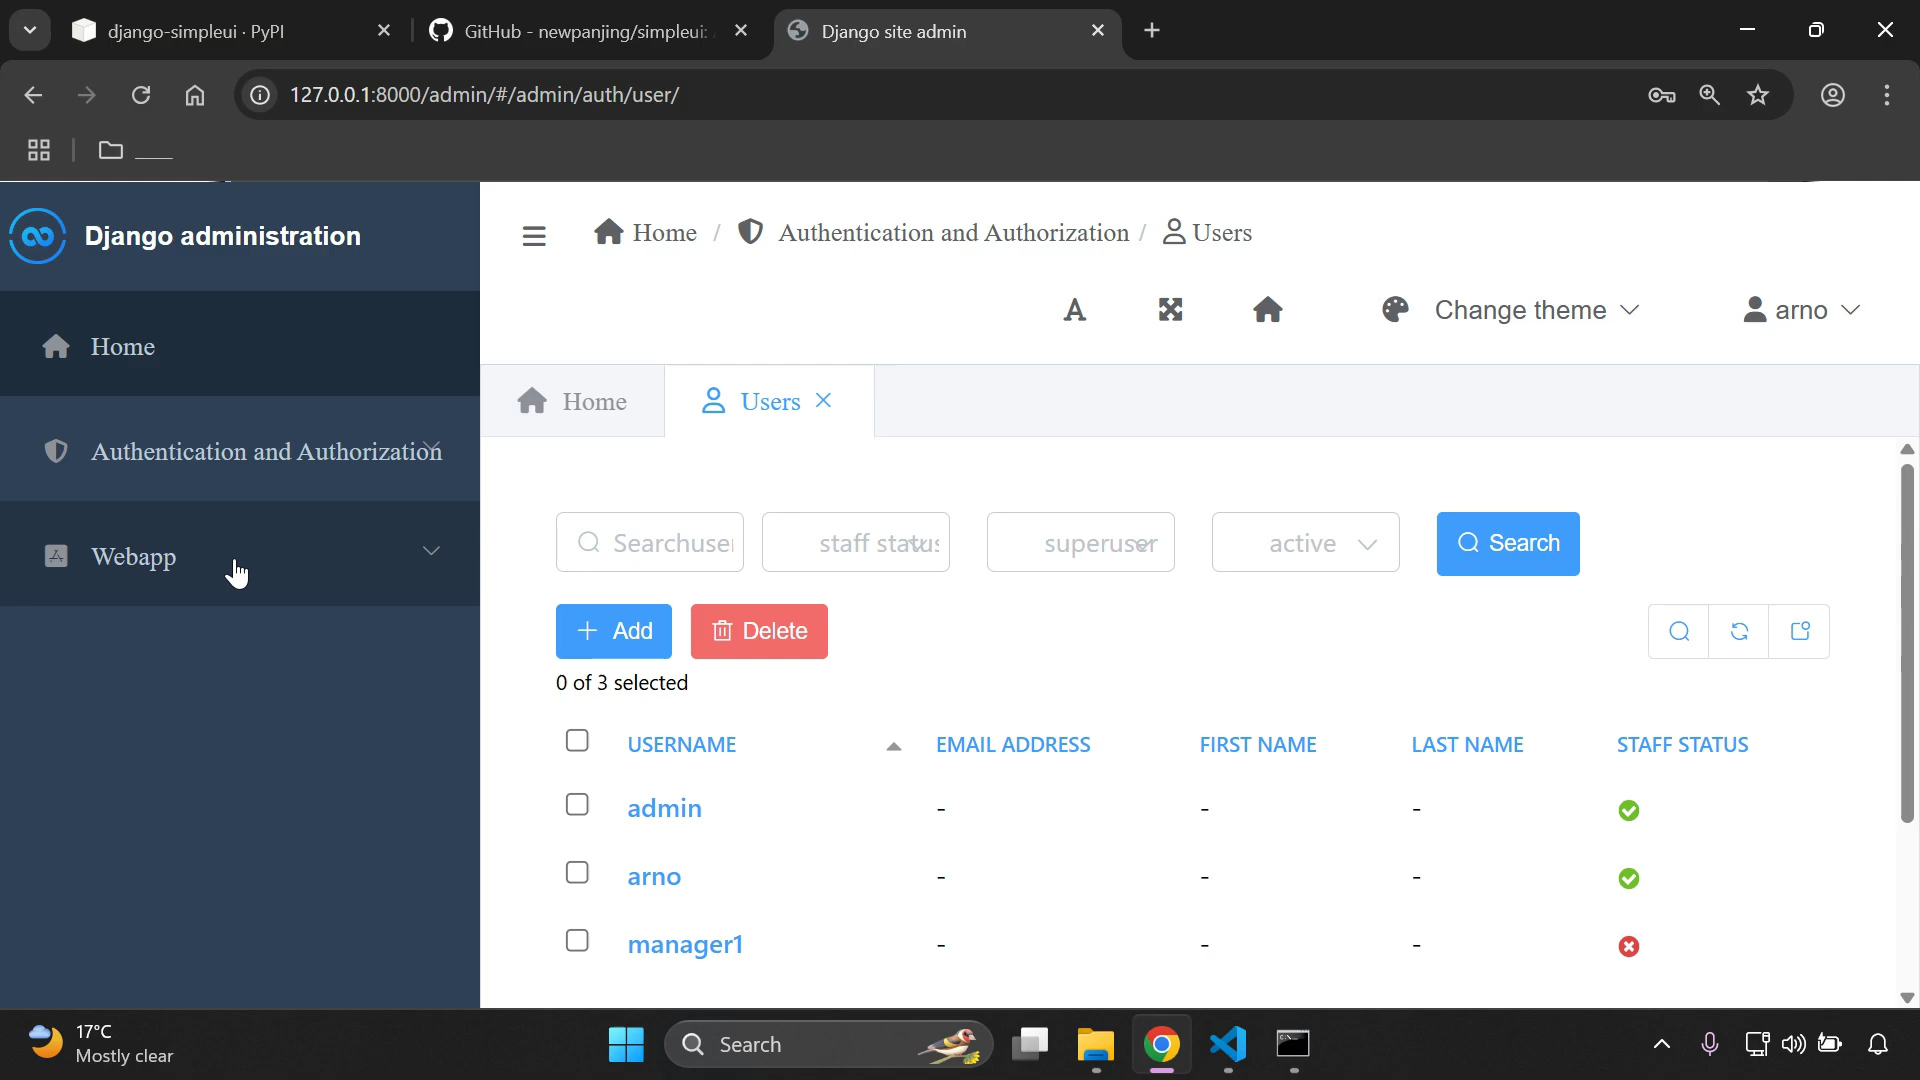 django-simpleui · PyPI
GitHub - newpanjing/simpleui:
Django site admin
127.0.0.1:8000/admin/#/admin/auth/user/
____
Django administration
Home / Authentication and Authorization / Users
Change theme
arno
Home
Authentication and Authorization
Webapp
Home
Users
Searchuser
staff status
superuser
active
Search
Add
Delete
0 of 3 selected
USERNAME EMAIL ADDRESS FIRST NAME LAST NAME STAFF STATUS
admin - - -
arno - - -
manager1 - - -
17°C
Mostly clear
Search